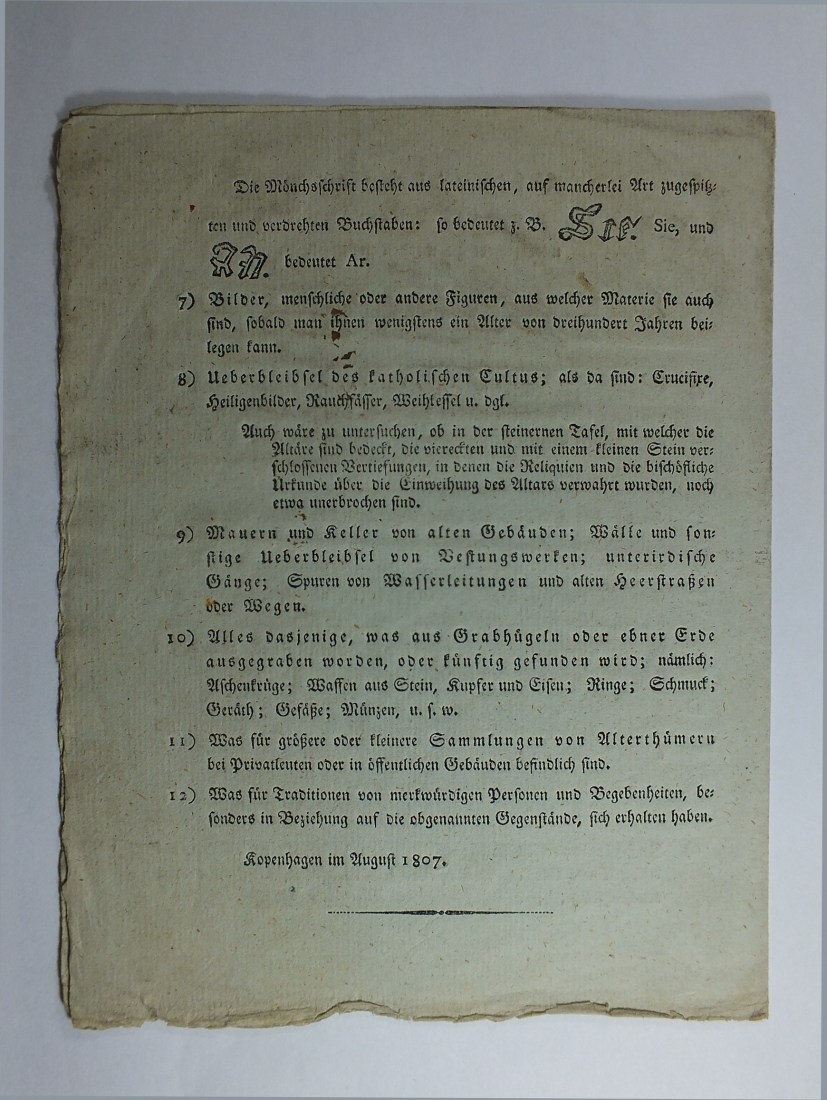 Die Mönchsschrift besteht aus lateinischen, auf mancherlei Art zugespitz-
ten und verdrehten Buchstaben: so bedeutet z. B. Sie. Sie, und
AR. bedeutet Ar.
7) Bilder, menschliche oder andere Figuren, aus welcher Materie sie auch
sind, sobald man ihnen wenigstens ein Alter von dreihundert Jahren bei-
legen kann.
8) Ueberbleibsel des katholischen Cultus; als da sind: Crucifixe,
Heiligenbilder, Rauchfässer, Weihkessel u. dgl.
Auch wäre zu untersuchen, ob in der steinernen Tafel, mit welcher die
Altäre sind bedeckt, die viereckten und mit einem kleinen Stein ver-
schlossenen Vertiefungen, in denen die Reliquien und die bischöfliche
Urkunde über die Einweihung des Altars verwahrt wurden, noch
etwa unerbrochen sind.
9) Mauern und Keller von alten Gebäuden; Wälle und son-
stige Ueberbleibsel von Vestungswerken; unterirdische
Gänge; Spuren von Wasserleitungen und alten Heerstraßen
oder Wegen.
10) Alles dasjenige, was aus Grabhügeln oder ebner Erde
ausgegraben worden, oder künftig gefunden wird; nämlich:
Aschenkrüge; Waffen aus Stein, Kupfer und Eisen; Ringe; Schmuck;
Geräth; Gefäße; Münzen, u. s. w.
11) Was für größere oder kleinere Sammlungen von Alterthümern
bei Privatleuten oder in öffentlichen Gebäuden befindlich sind.
12) Was für Traditionen von merkwürdigen Personen und Begebenheiten, be-
sonders in Beziehung auf die obgenannten Gegenstände, sich erhalten haben.
Kopenhagen im August 1807.